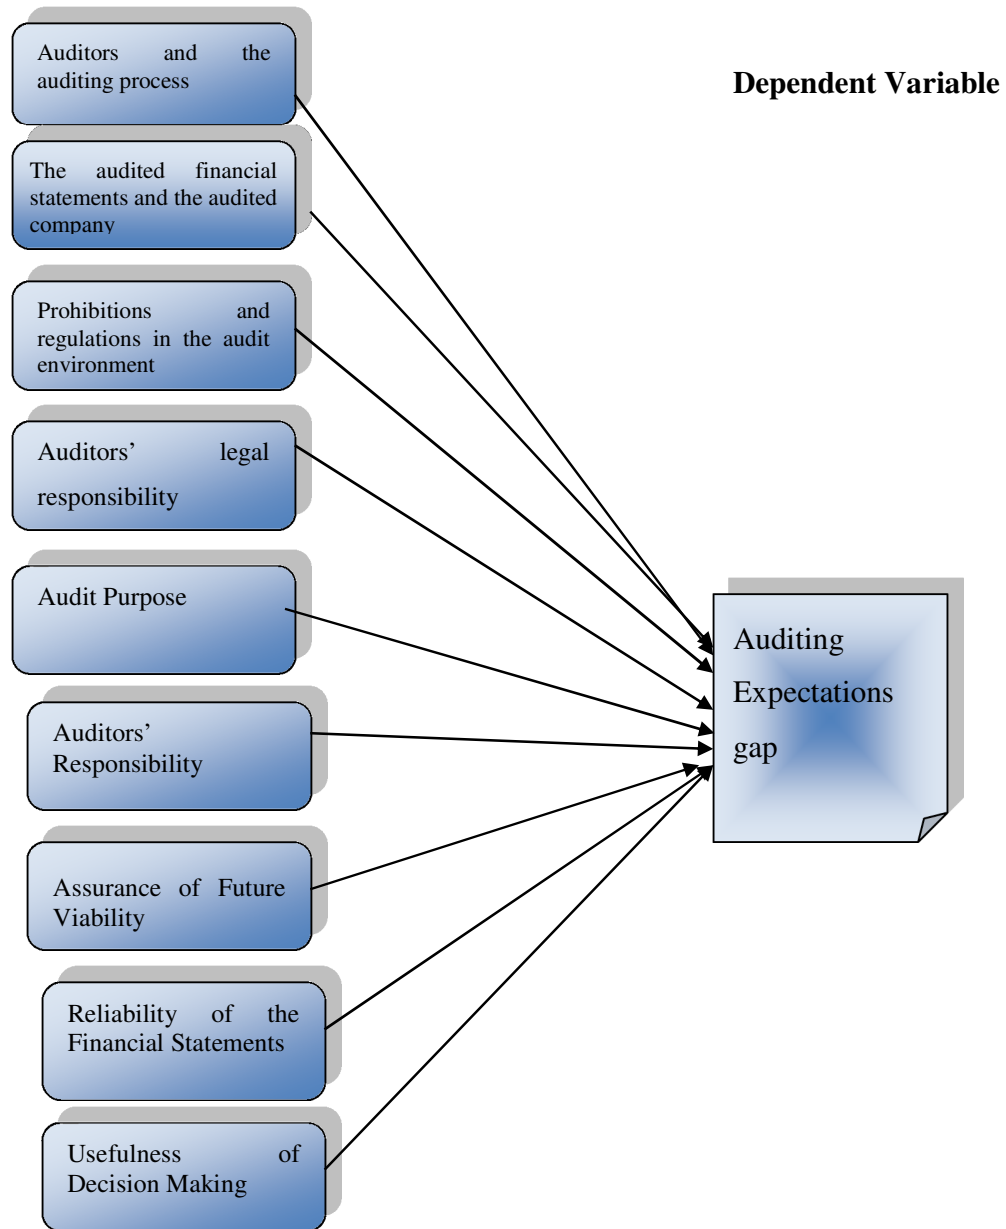 Auditors and the
auditing process
Dependent Variable
The audited financial
statements and the audited
company
Prohibitions and
regulations in the audit
environment
Auditors’ legal
responsibility
Audit Purpose
Auditing
Expectations
gap
Auditors’
Responsibility
Assurance of Future
Viability
Reliability of the
Financial Statements
Usefulness of
Decision Making